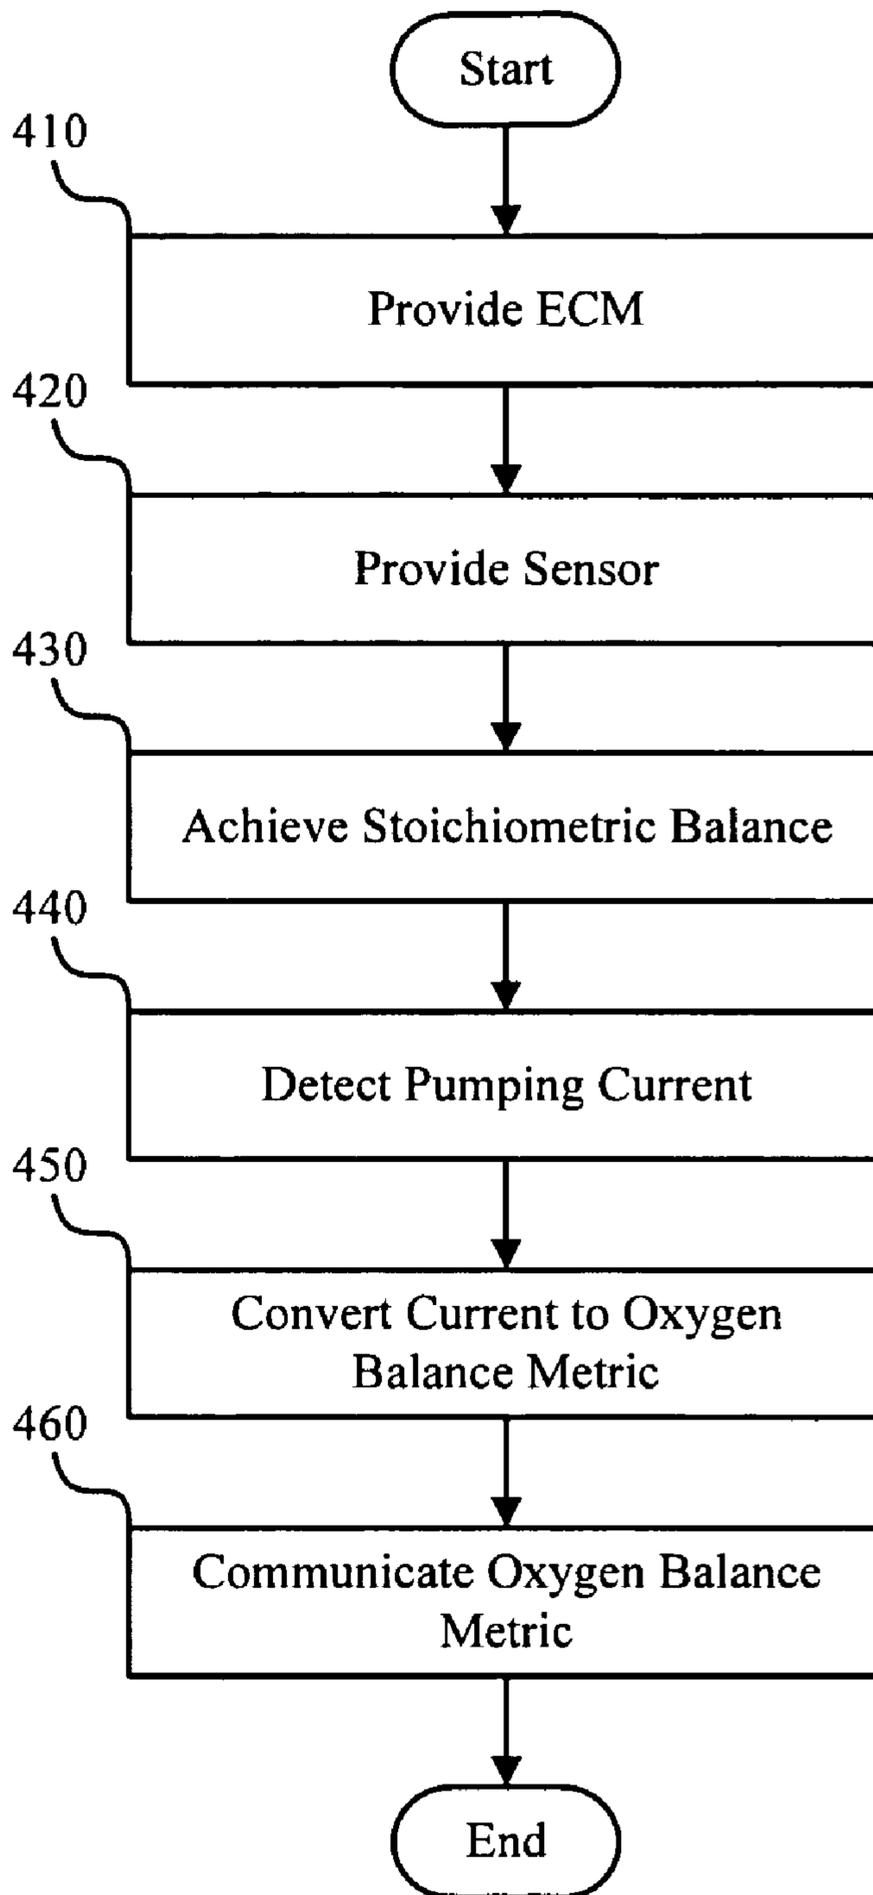 Start
410
Provide ECM
420
Provide Sensor
430
Achieve Stoichiometric Balance
440
Detect Pumping Current
450
Convert Current to Oxygen
Balance Metric
460
Communicate Oxygen Balance
Metric
End